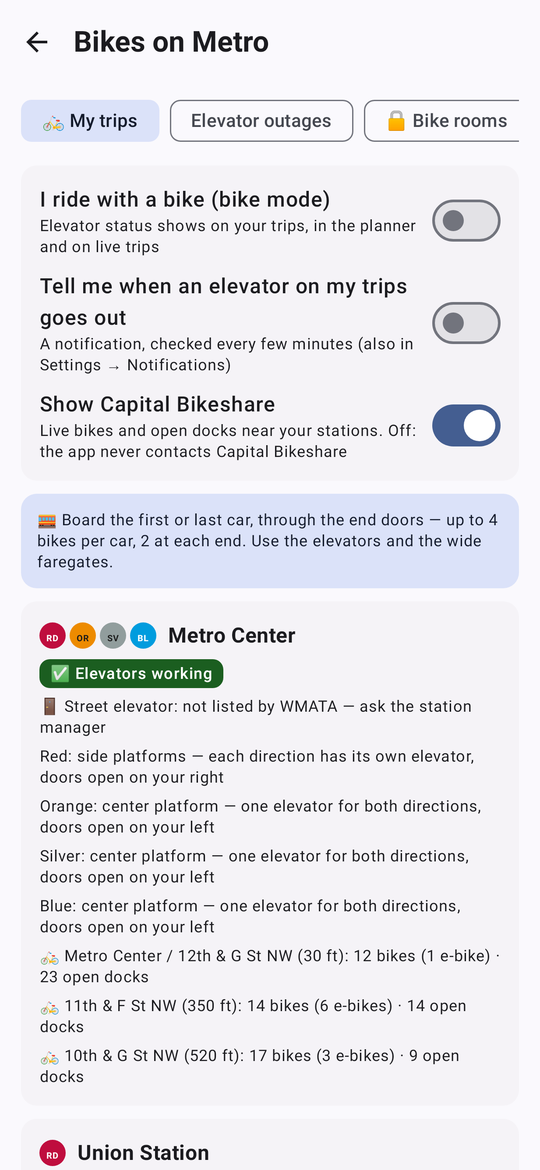 Bikes on Metro
My trips
Elevator outages
Bike rooms
I ride with a bike (bike mode)
Elevator status shows on your trips, in the planner
and on live trips
Tell me when an elevator on my trips
goes out
A notification, checked every few minutes (also in
Settings → Notifications)
Show Capital Bikeshare
Live bikes and open docks near your stations. Off:
the app never contacts Capital Bikeshare
Board the first or last car, through the end doors — up to 4
bikes per car, 2 at each end. Use the elevators and the wide
faregates.
RD OR SV BL Metro Center
Elevators working
Street elevator: not listed by WMATA — ask the station
manager
Red: side platforms — each direction has its own elevator,
doors open on your right
Orange: center platform — one elevator for both directions,
doors open on your left
Silver: center platform — one elevator for both directions,
doors open on your left
Blue: center platform — one elevator for both directions,
doors open on your left
Metro Center / 12th & G St NW (30 ft): 12 bikes (1 e-bike) ·
23 open docks
11th & F St NW (350 ft): 14 bikes (6 e-bikes) · 14 open
docks
10th & G St NW (520 ft): 17 bikes (3 e-bikes) · 9 open
docks
RD Union Station